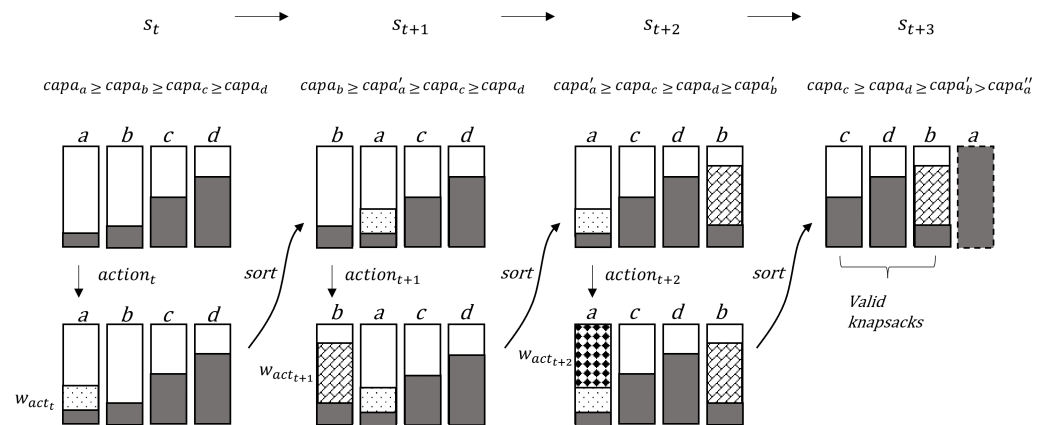 s_t s_{t+1} s_{t+2} s_{t+3}
capa_a ≥ capa_b ≥ capa_c ≥ capa_d capa_b ≥ capa'_a ≥ capa_c ≥ capa_d capa'_a ≥ capa_c ≥ capa_d ≥ capa'_b capa_c ≥ capa_d ≥ capa'_b > capa''_a
a b c d b a c d a c d b c d b a
action_t sort action_{t+1} sort action_{t+2} sort
Valid
knapsacks
a b c d b a c d a c d b
w_{act_t} w_{act_{t+1}} w_{act_{t+2}}